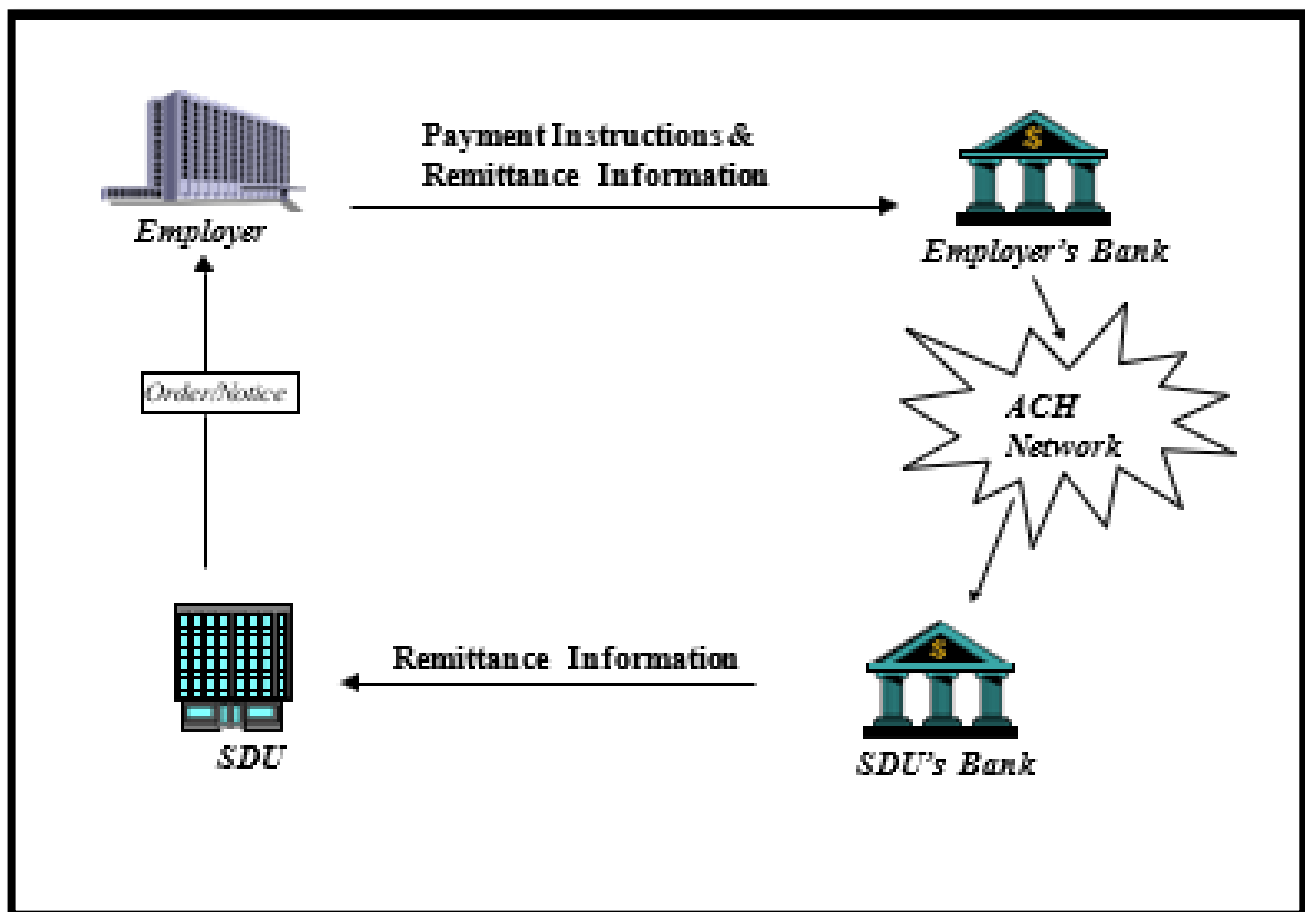 Payment Instructions &
Remittance Information
Employer
Employer's Bank
Order/Notice
ACH
Network
Remittance Information
SDU
SDU's Bank
$
$